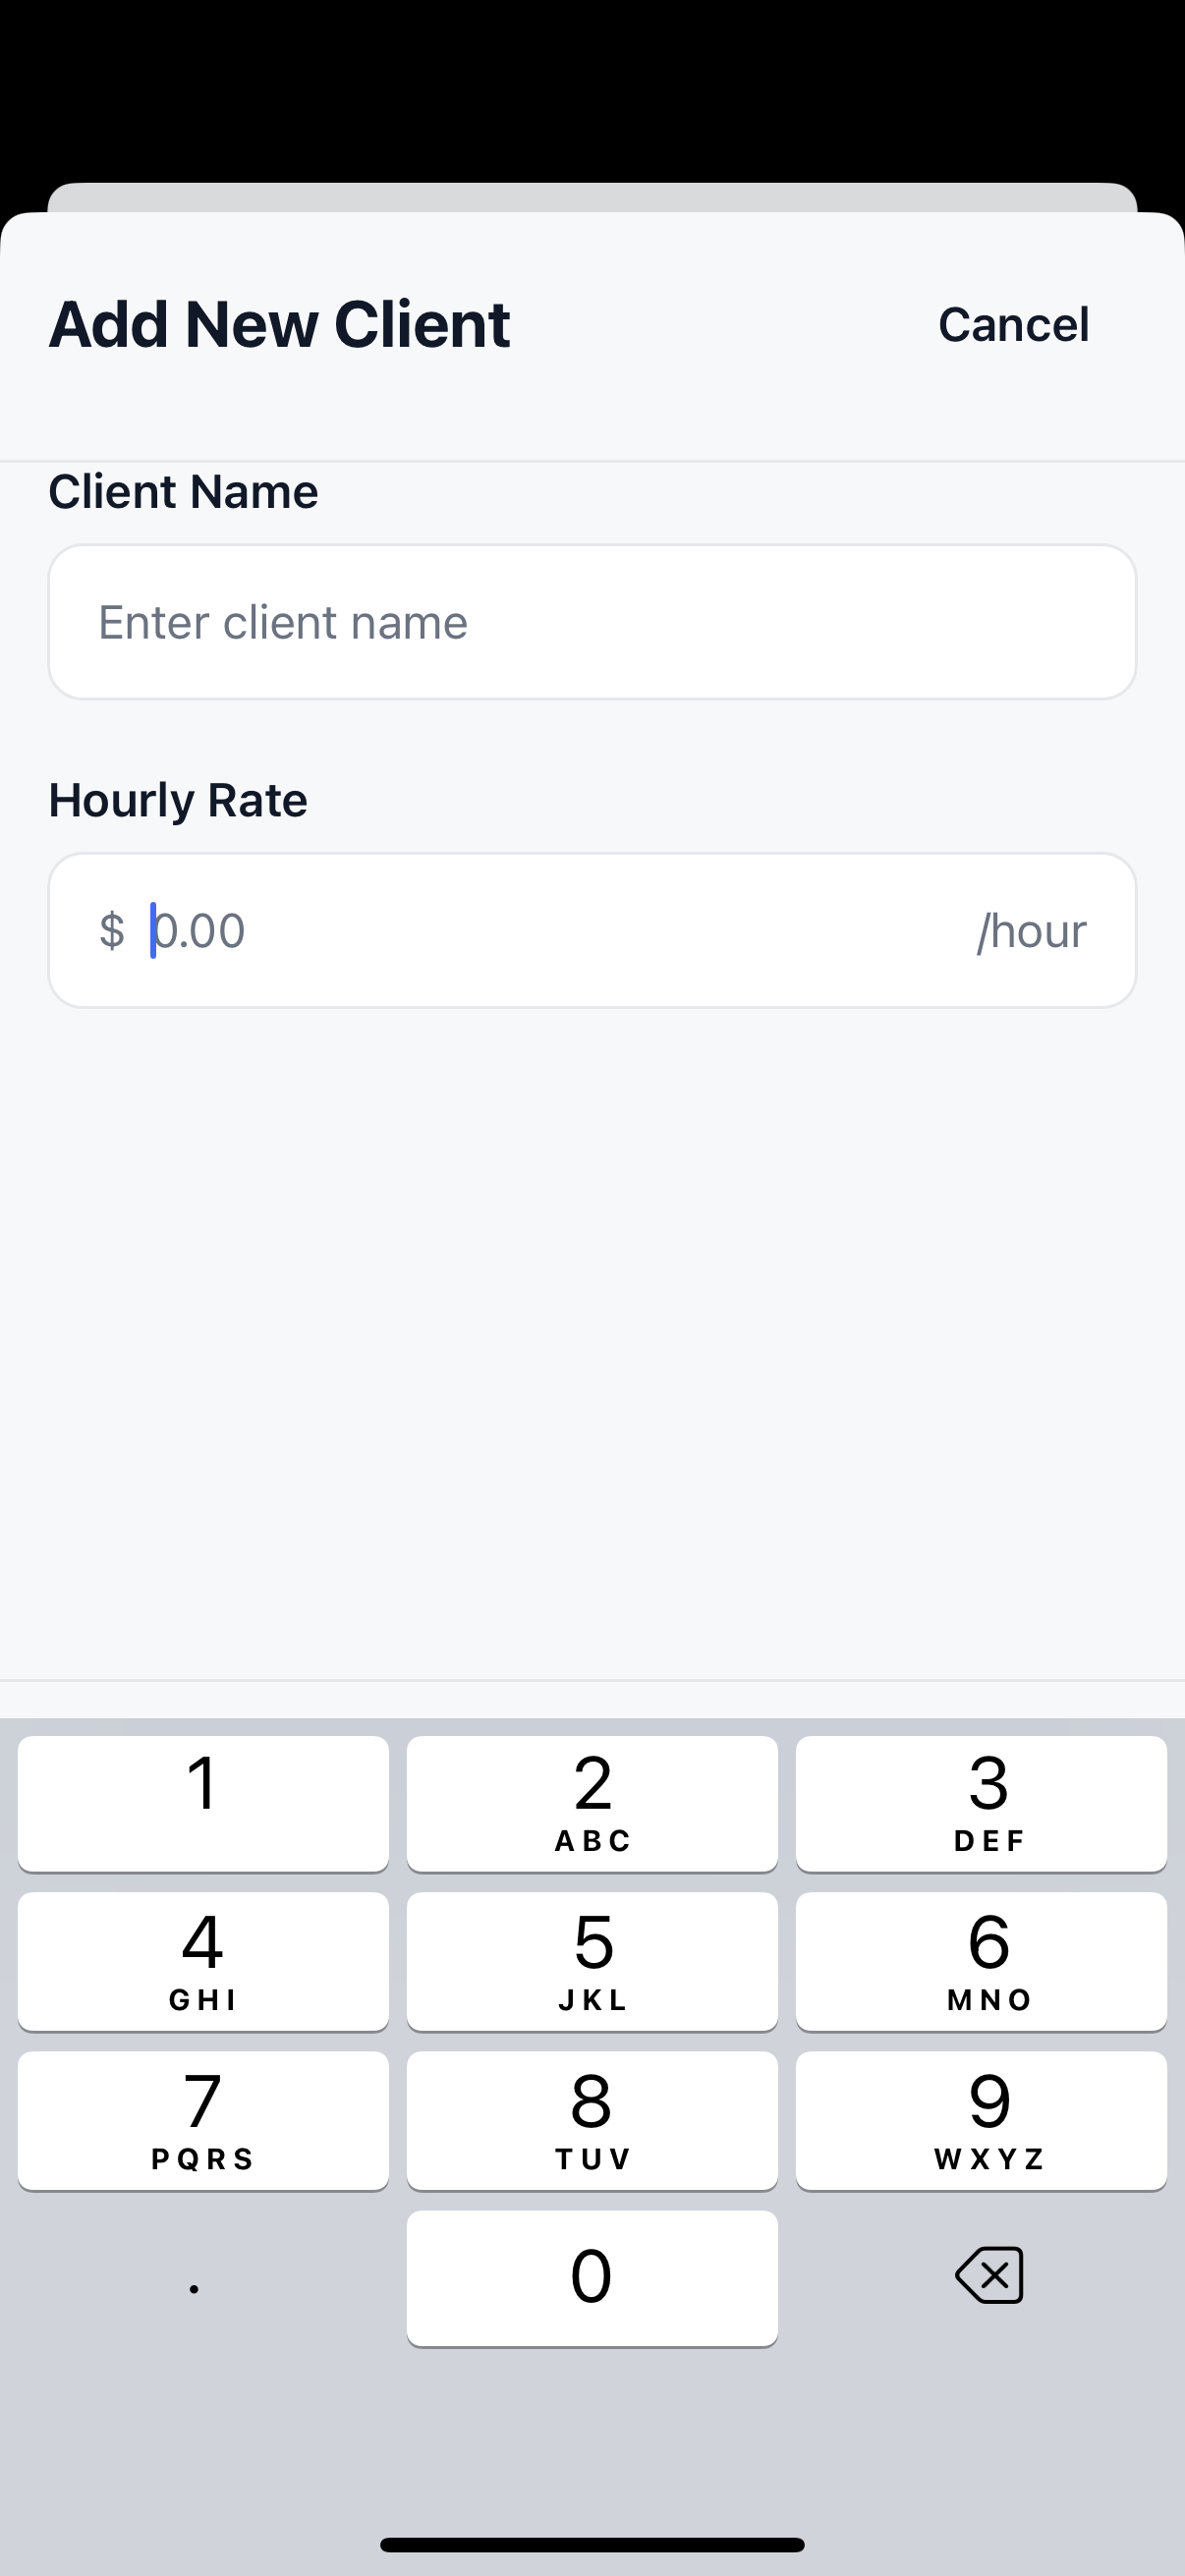 Add New Client Cancel
Client Name
Enter client name
Hourly Rate
$ 0.00 /hour
1 2 3
ABC DEF
4 5 6
GHI JKL MNO
7 8 9
PQRS TUV WXYZ
. 0